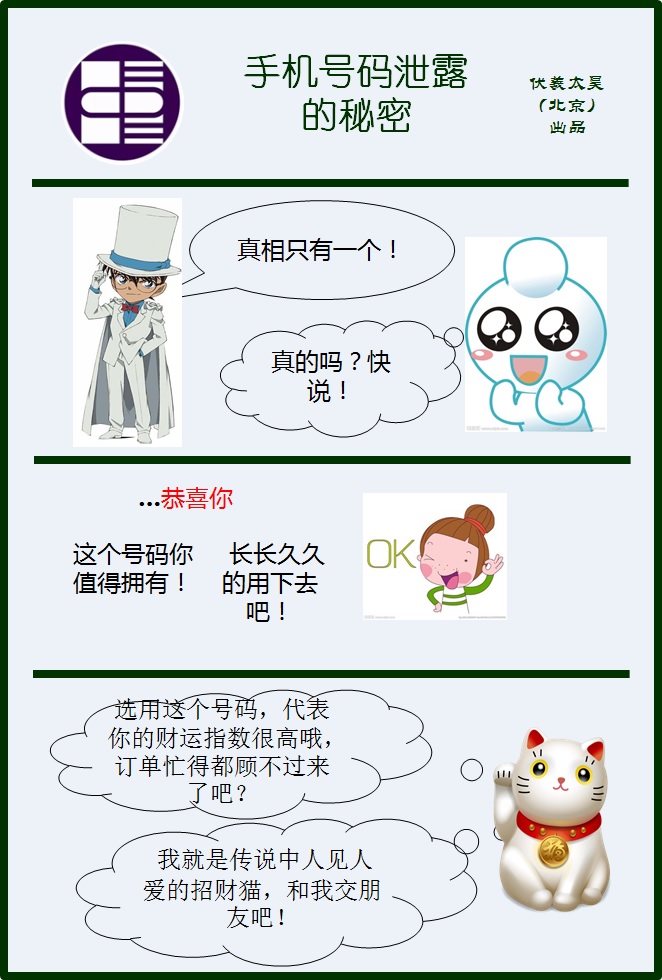 手机号码泄露
的秘密
伏羲太昊
（北京）
出品
真相只有一个！
真的吗？快
说！
...恭喜你
这个号码你
值得拥有！
长长久久
的用下去
吧！
OK
选用这个号码，代表
你的财运指数很高哦，
订单忙得都顾不过来
了吧？
我就是传说中人见人
爱的招财猫，和我交朋
友吧！